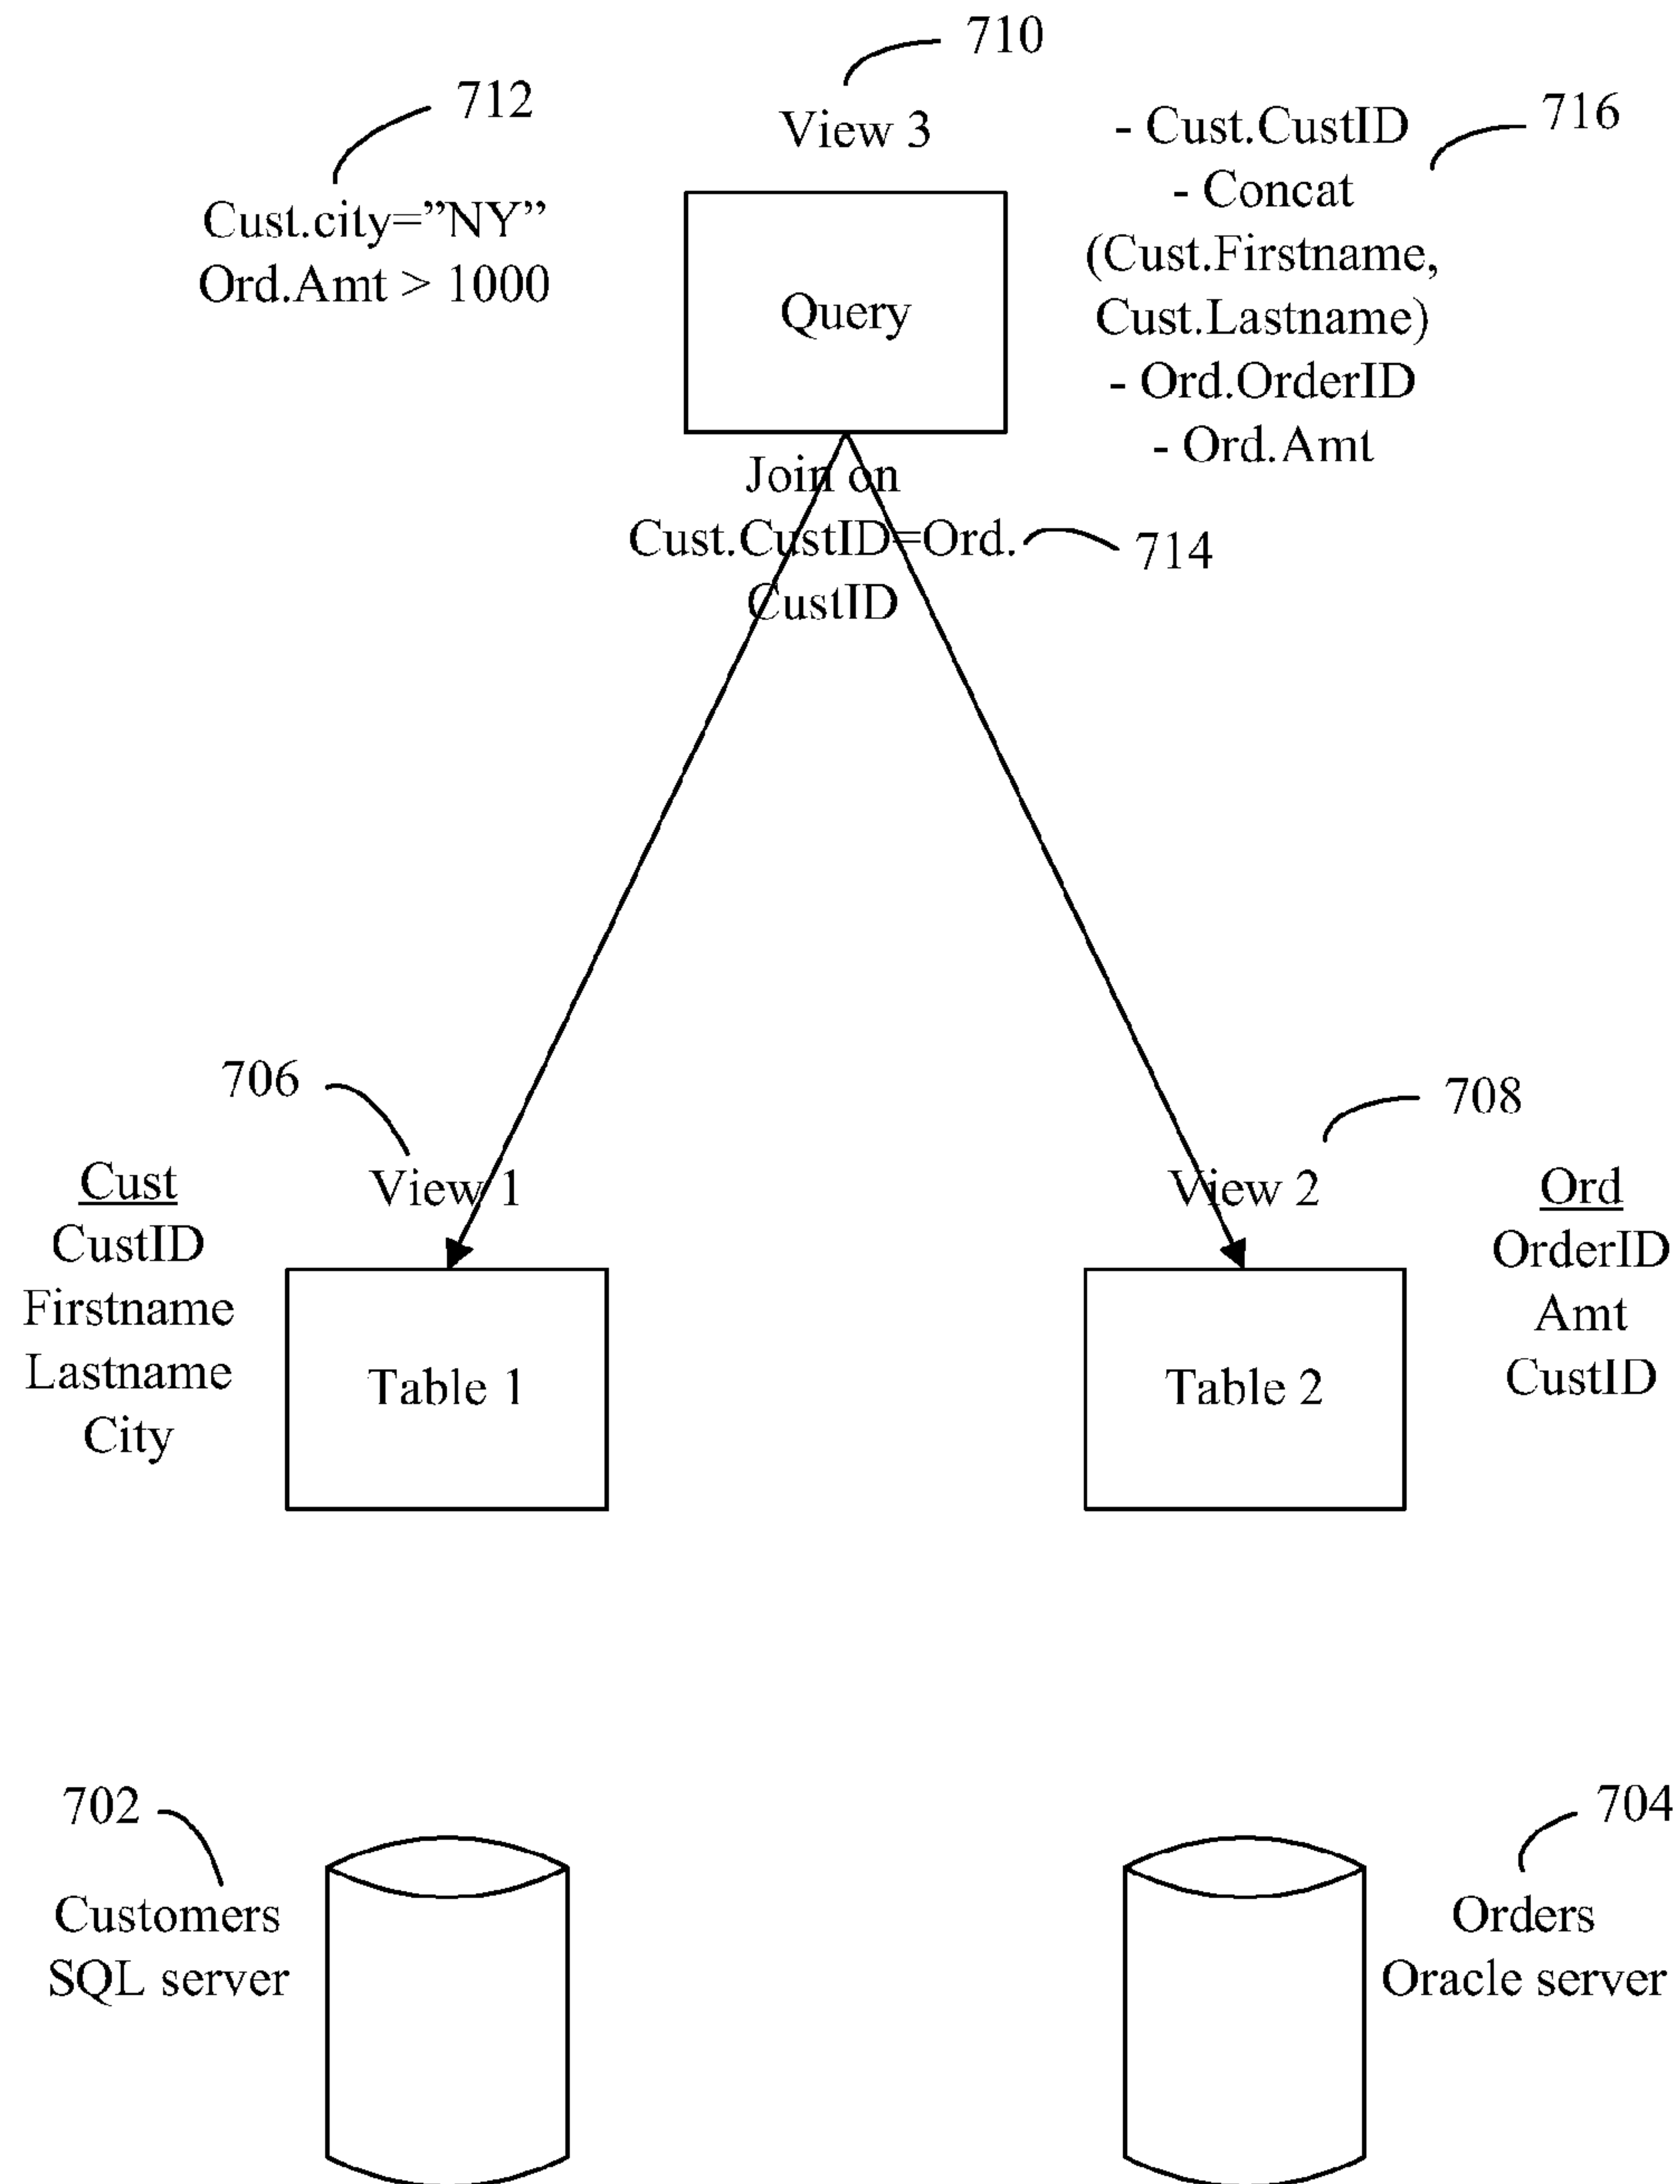 710
712
View 3
- Cust.CustID
716
- Concat
Cust.city=”NY”
(Cust.Firstname,
Ord.Amt > 1000
Query
Cust.Lastname)
- Ord.OrderID
- Ord.Amt
Join on
Cust.CustID=Ord.
714
CustID
706
708
Cust
View 1
View 2
Ord
CustID
OrderID
Firstname
Amt
Lastname
Table 1
Table 2
CustID
City
702
704
Customers
Orders
SQL server
Oracle server